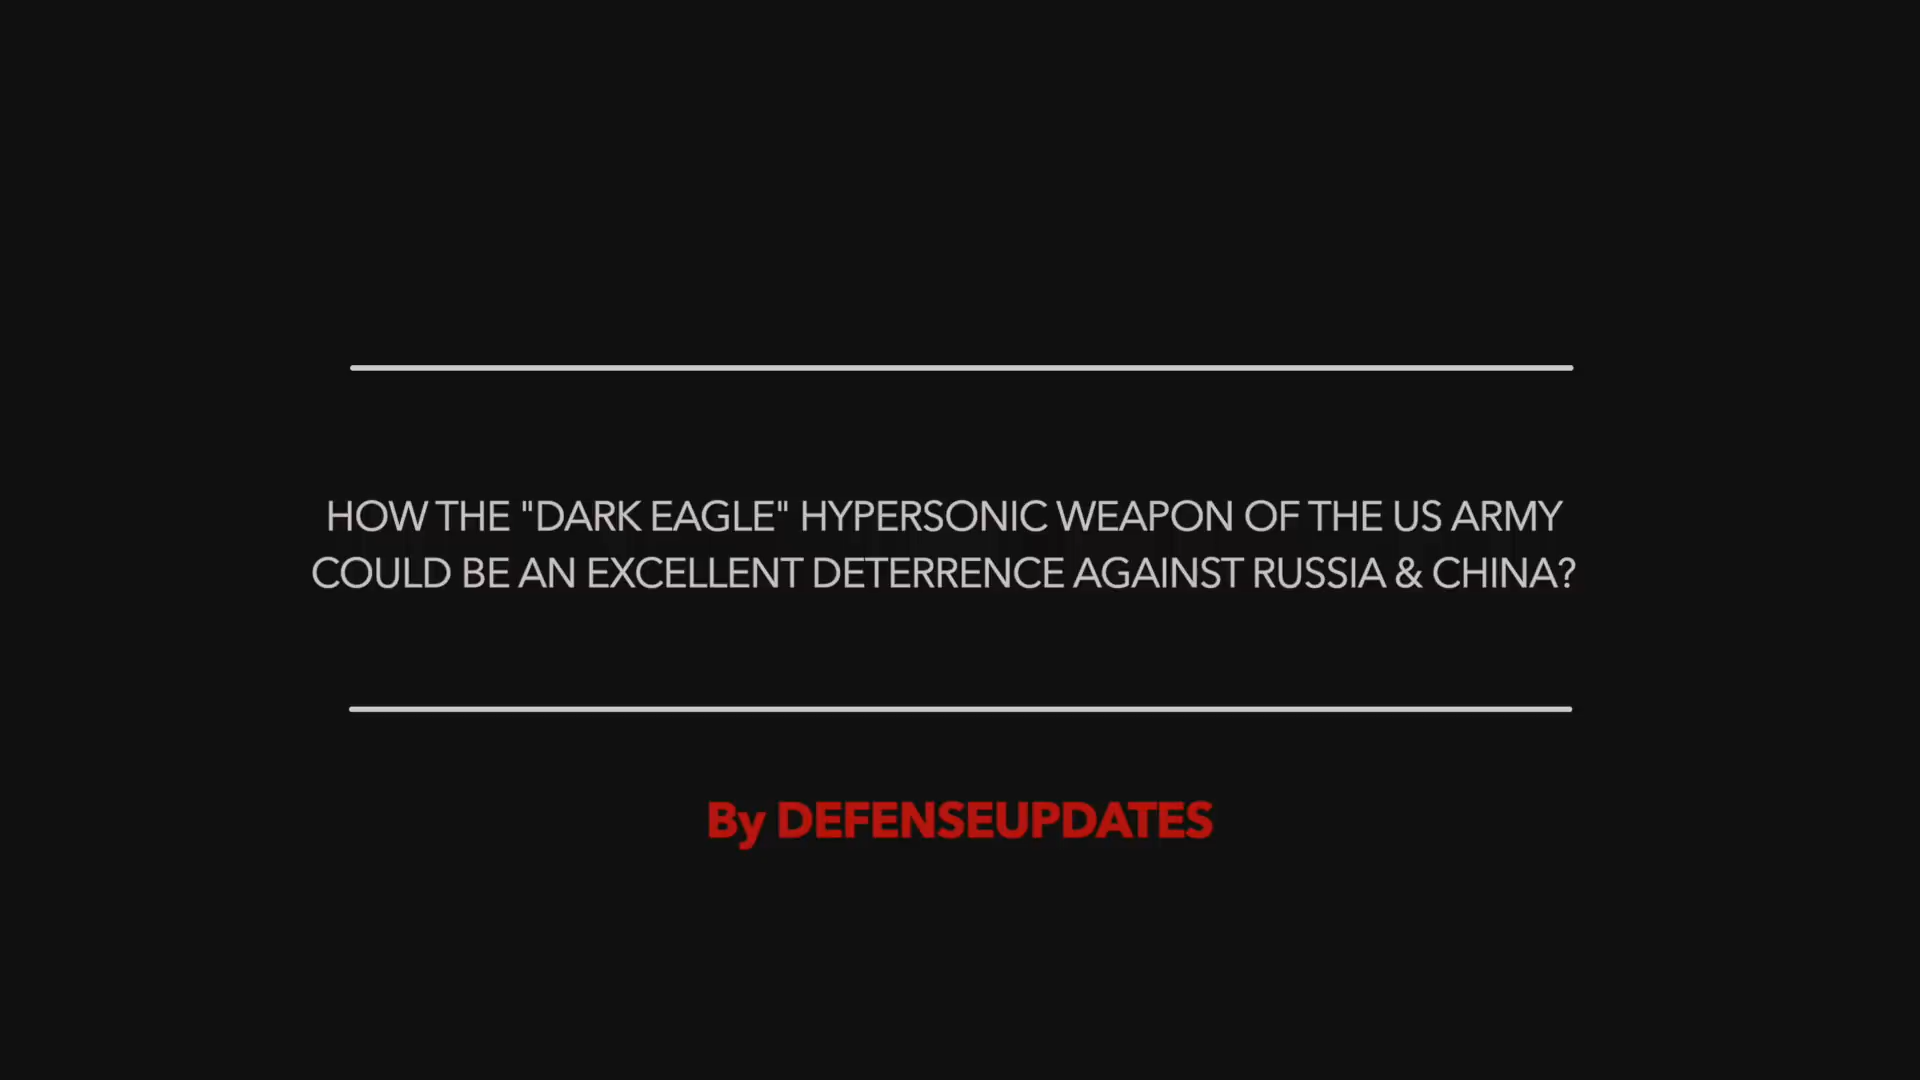 HOW THE "DARK EAGLE" HYPERSONIC WEAPON OF THE US ARMY
COULD BE AN EXCELLENT DETERRENCE AGAINST RUSSIA & CHINA?
By DEFENSEUPDATES